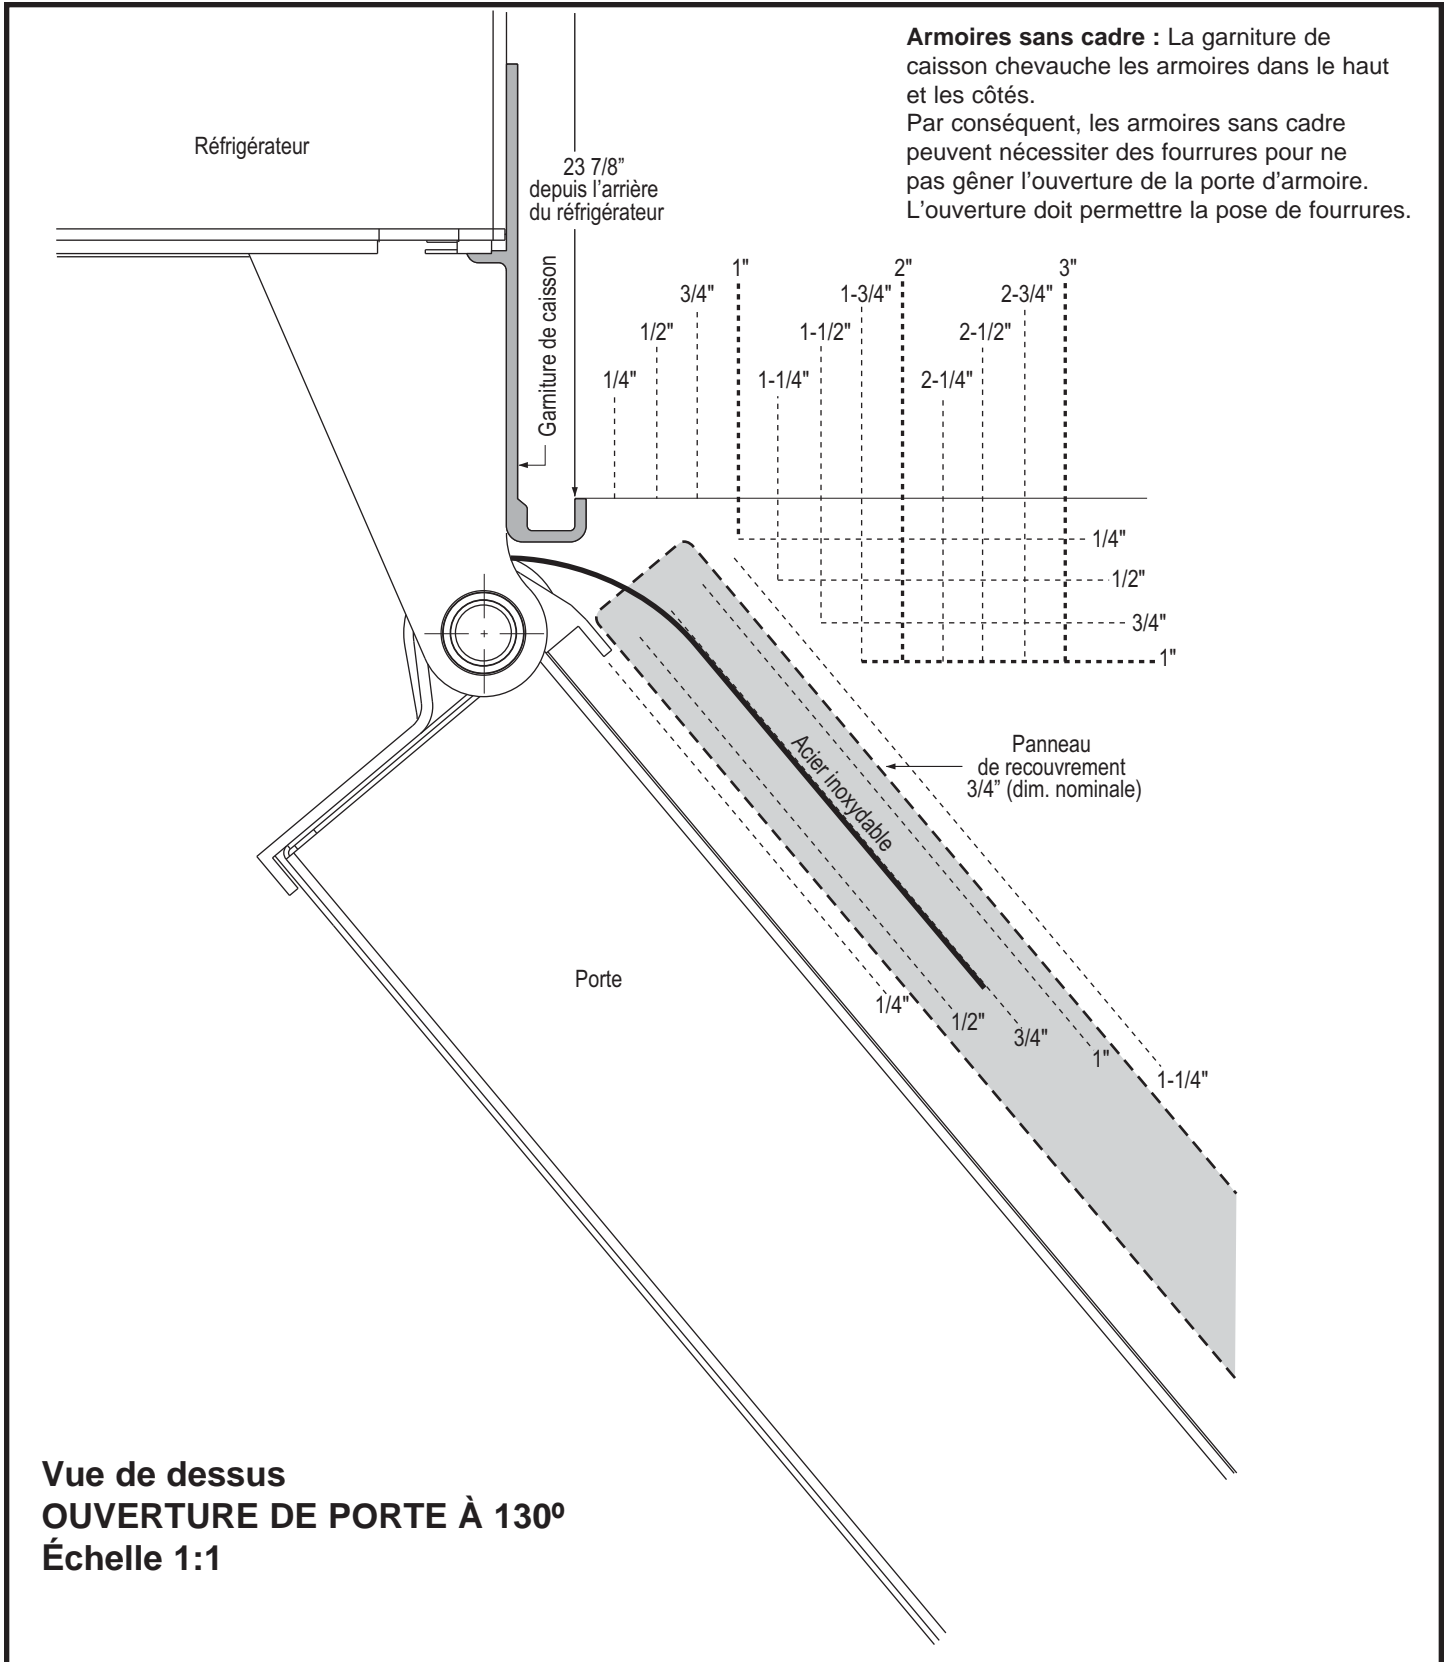 Armoires sans cadre : La garniture de
caisson chevauche les armoires dans le haut
et les côtés.
Par conséquent, les armoires sans cadre
peuvent nécessiter des fourrures pour ne
pas gêner l'ouverture de la porte d'armoire.
L'ouverture doit permettre la pose de fourrures.
Réfrigérateur
23 7/8”
depuis l’arrière
du réfrigérateur
Garniture de caisson
1"
2"
3"
3/4"
1-3/4"
2-3/4"
1/2"
1-1/2"
2-1/2"
1/4"
1-1/4"
2-1/4"
1/4"
1/2"
3/4"
1"
Panneau
de recouvrement
3/4” (dim. nominale)
Acier inoxydable
Porte
1/4"
1/2"
3/4"
1"
1-1/4"
Vue de dessus
OUVERTURE DE PORTE À 130º
Échelle 1:1